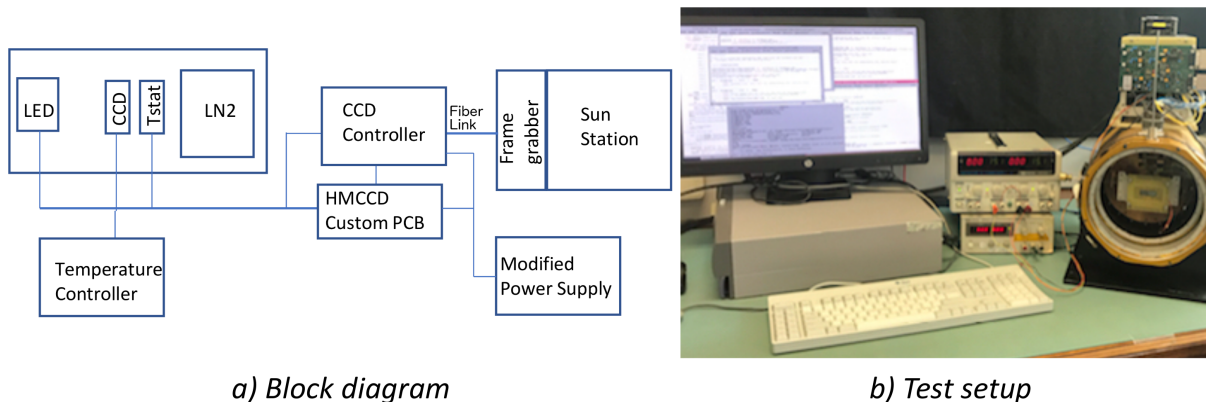 LED
CCD
Tstat
LN2
CCD
Controller
Fiber
Link
Frame
grabber
Sun
Station
HMCCD
Custom PCB
Temperature
Controller
Modified
Power Supply
a) Block diagram
b) Test setup